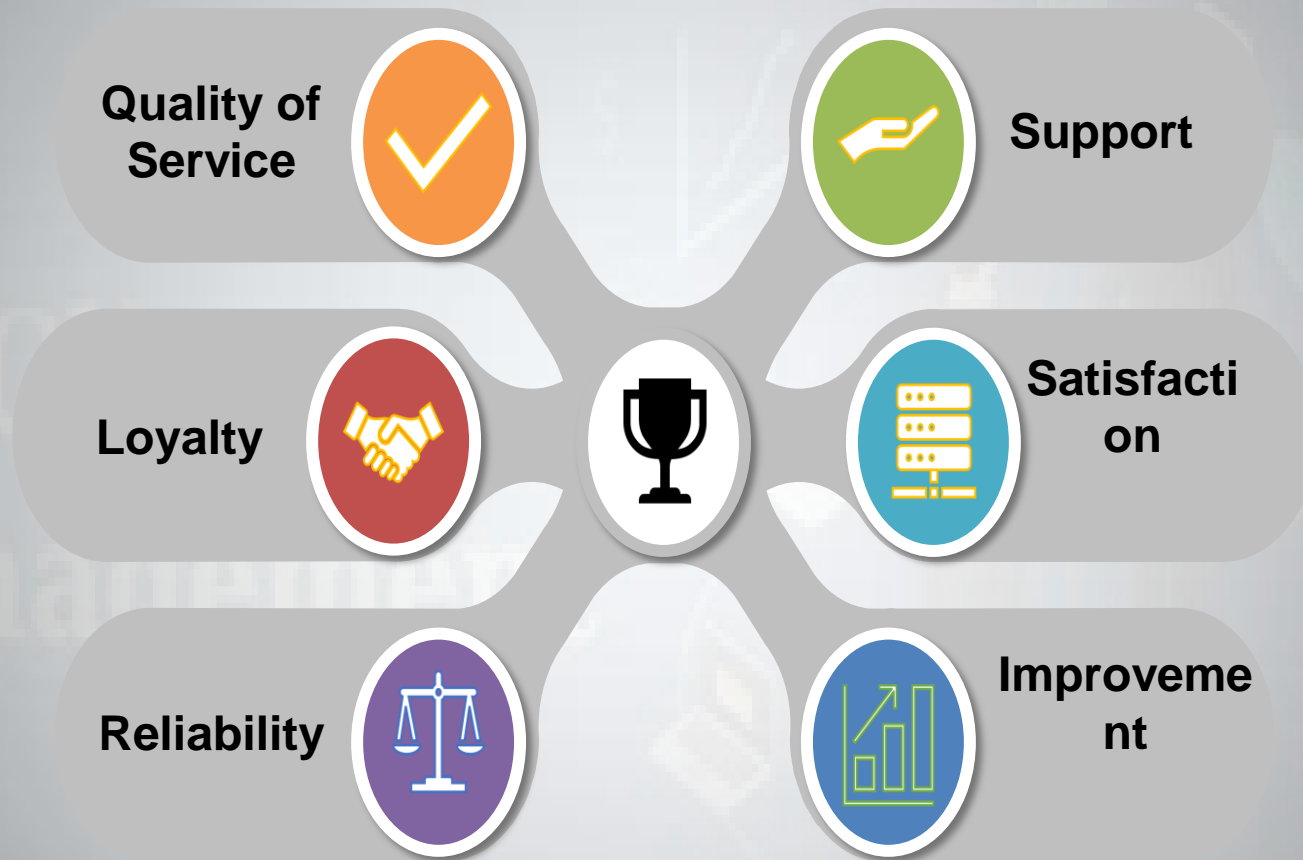 Quality of
Service
Support
Loyalty
Satisfacti
on
Reliability
Improveme
nt